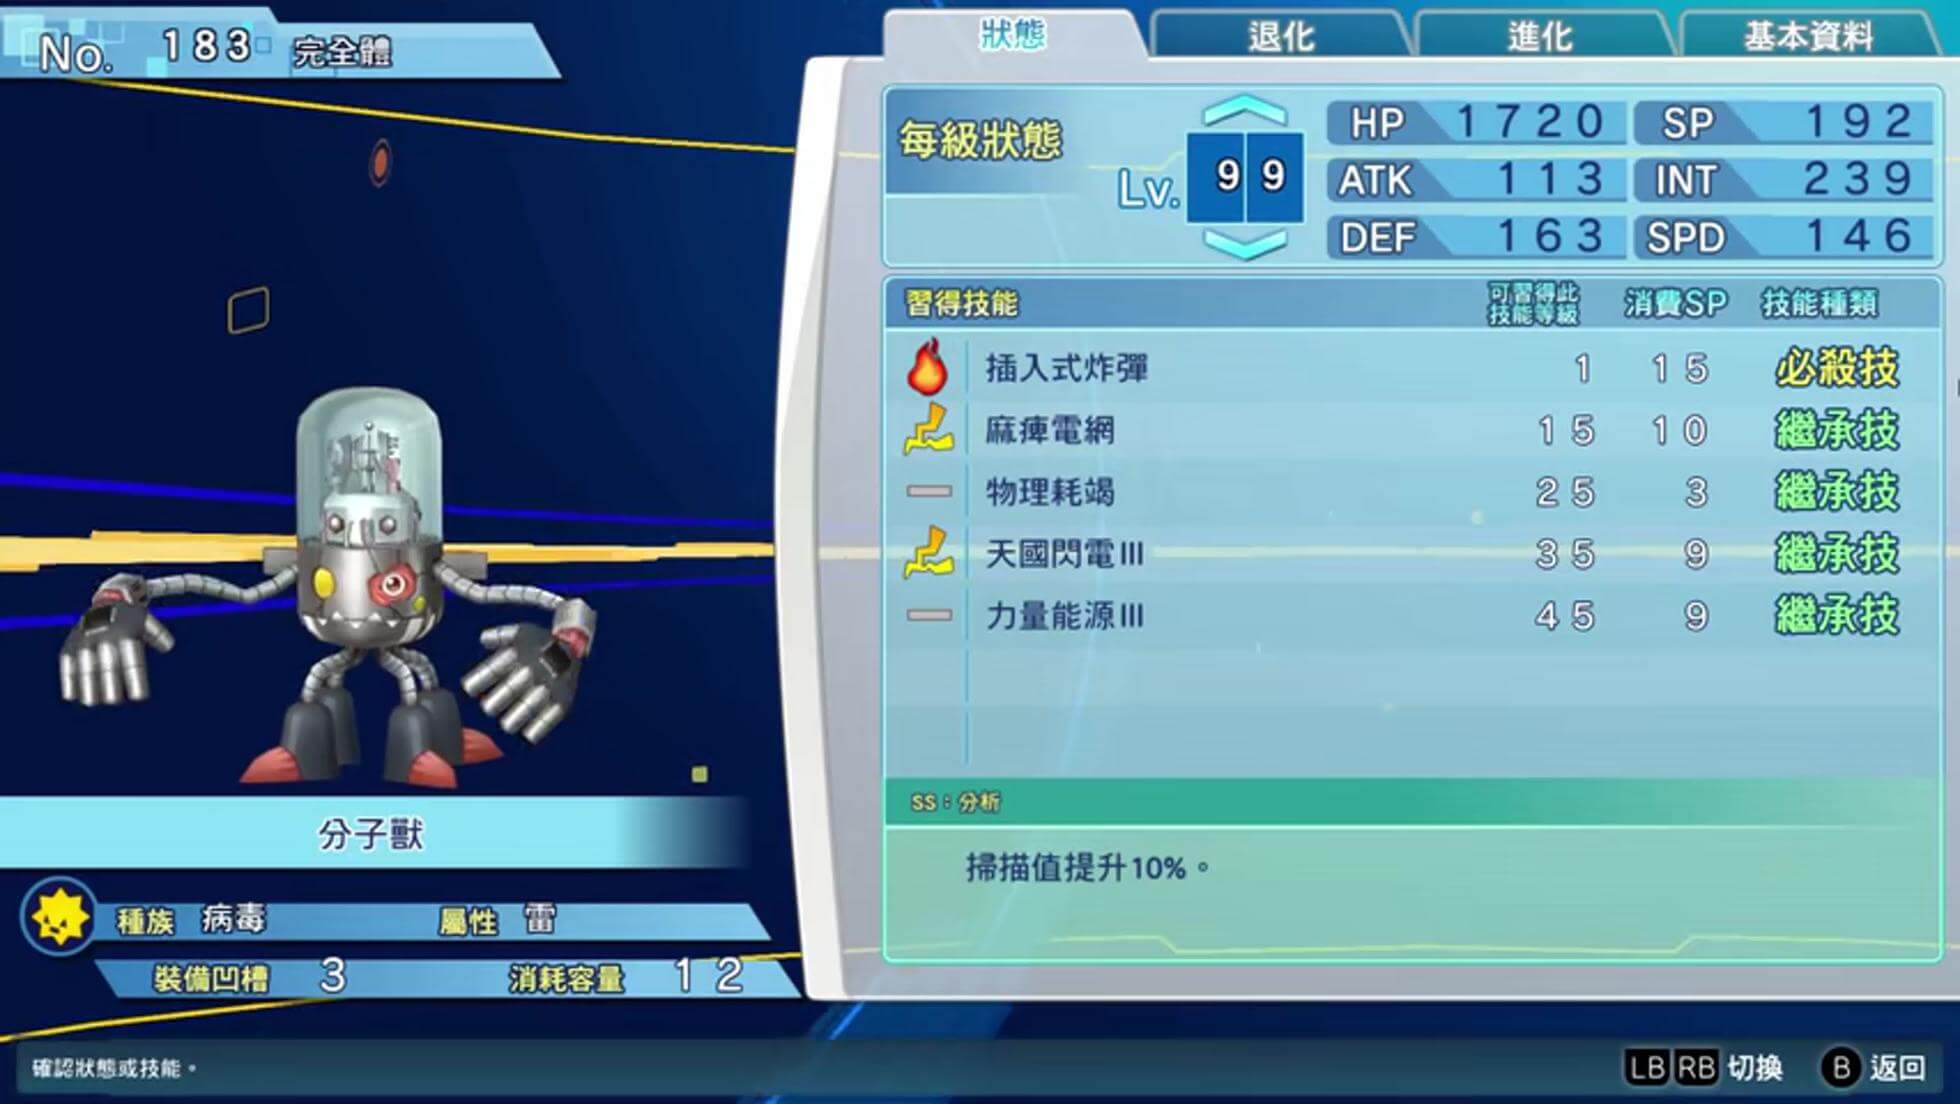 No. 183 完全體
狀態 退化 進化 基本資料
每級狀態 Lv. 99
HP 1720 SP 192
ATK 113 INT 239
DEF 163 SPD 146
習得技能 可習得此技能等級 消費SP 技能種類
插入式炸彈 1 15 必殺技
麻痺電網 15 10 繼承技
物理耗竭 25 3 繼承技
天國閃電III 35 9 繼承技
力量能源III 45 9 繼承技
SS：分析
掃描值提升10%。
分子獸
種族 病毒 屬性 雷
裝備凹槽 3 消耗容量 12
確認狀態或技能。
LB RB 切換 B 返回